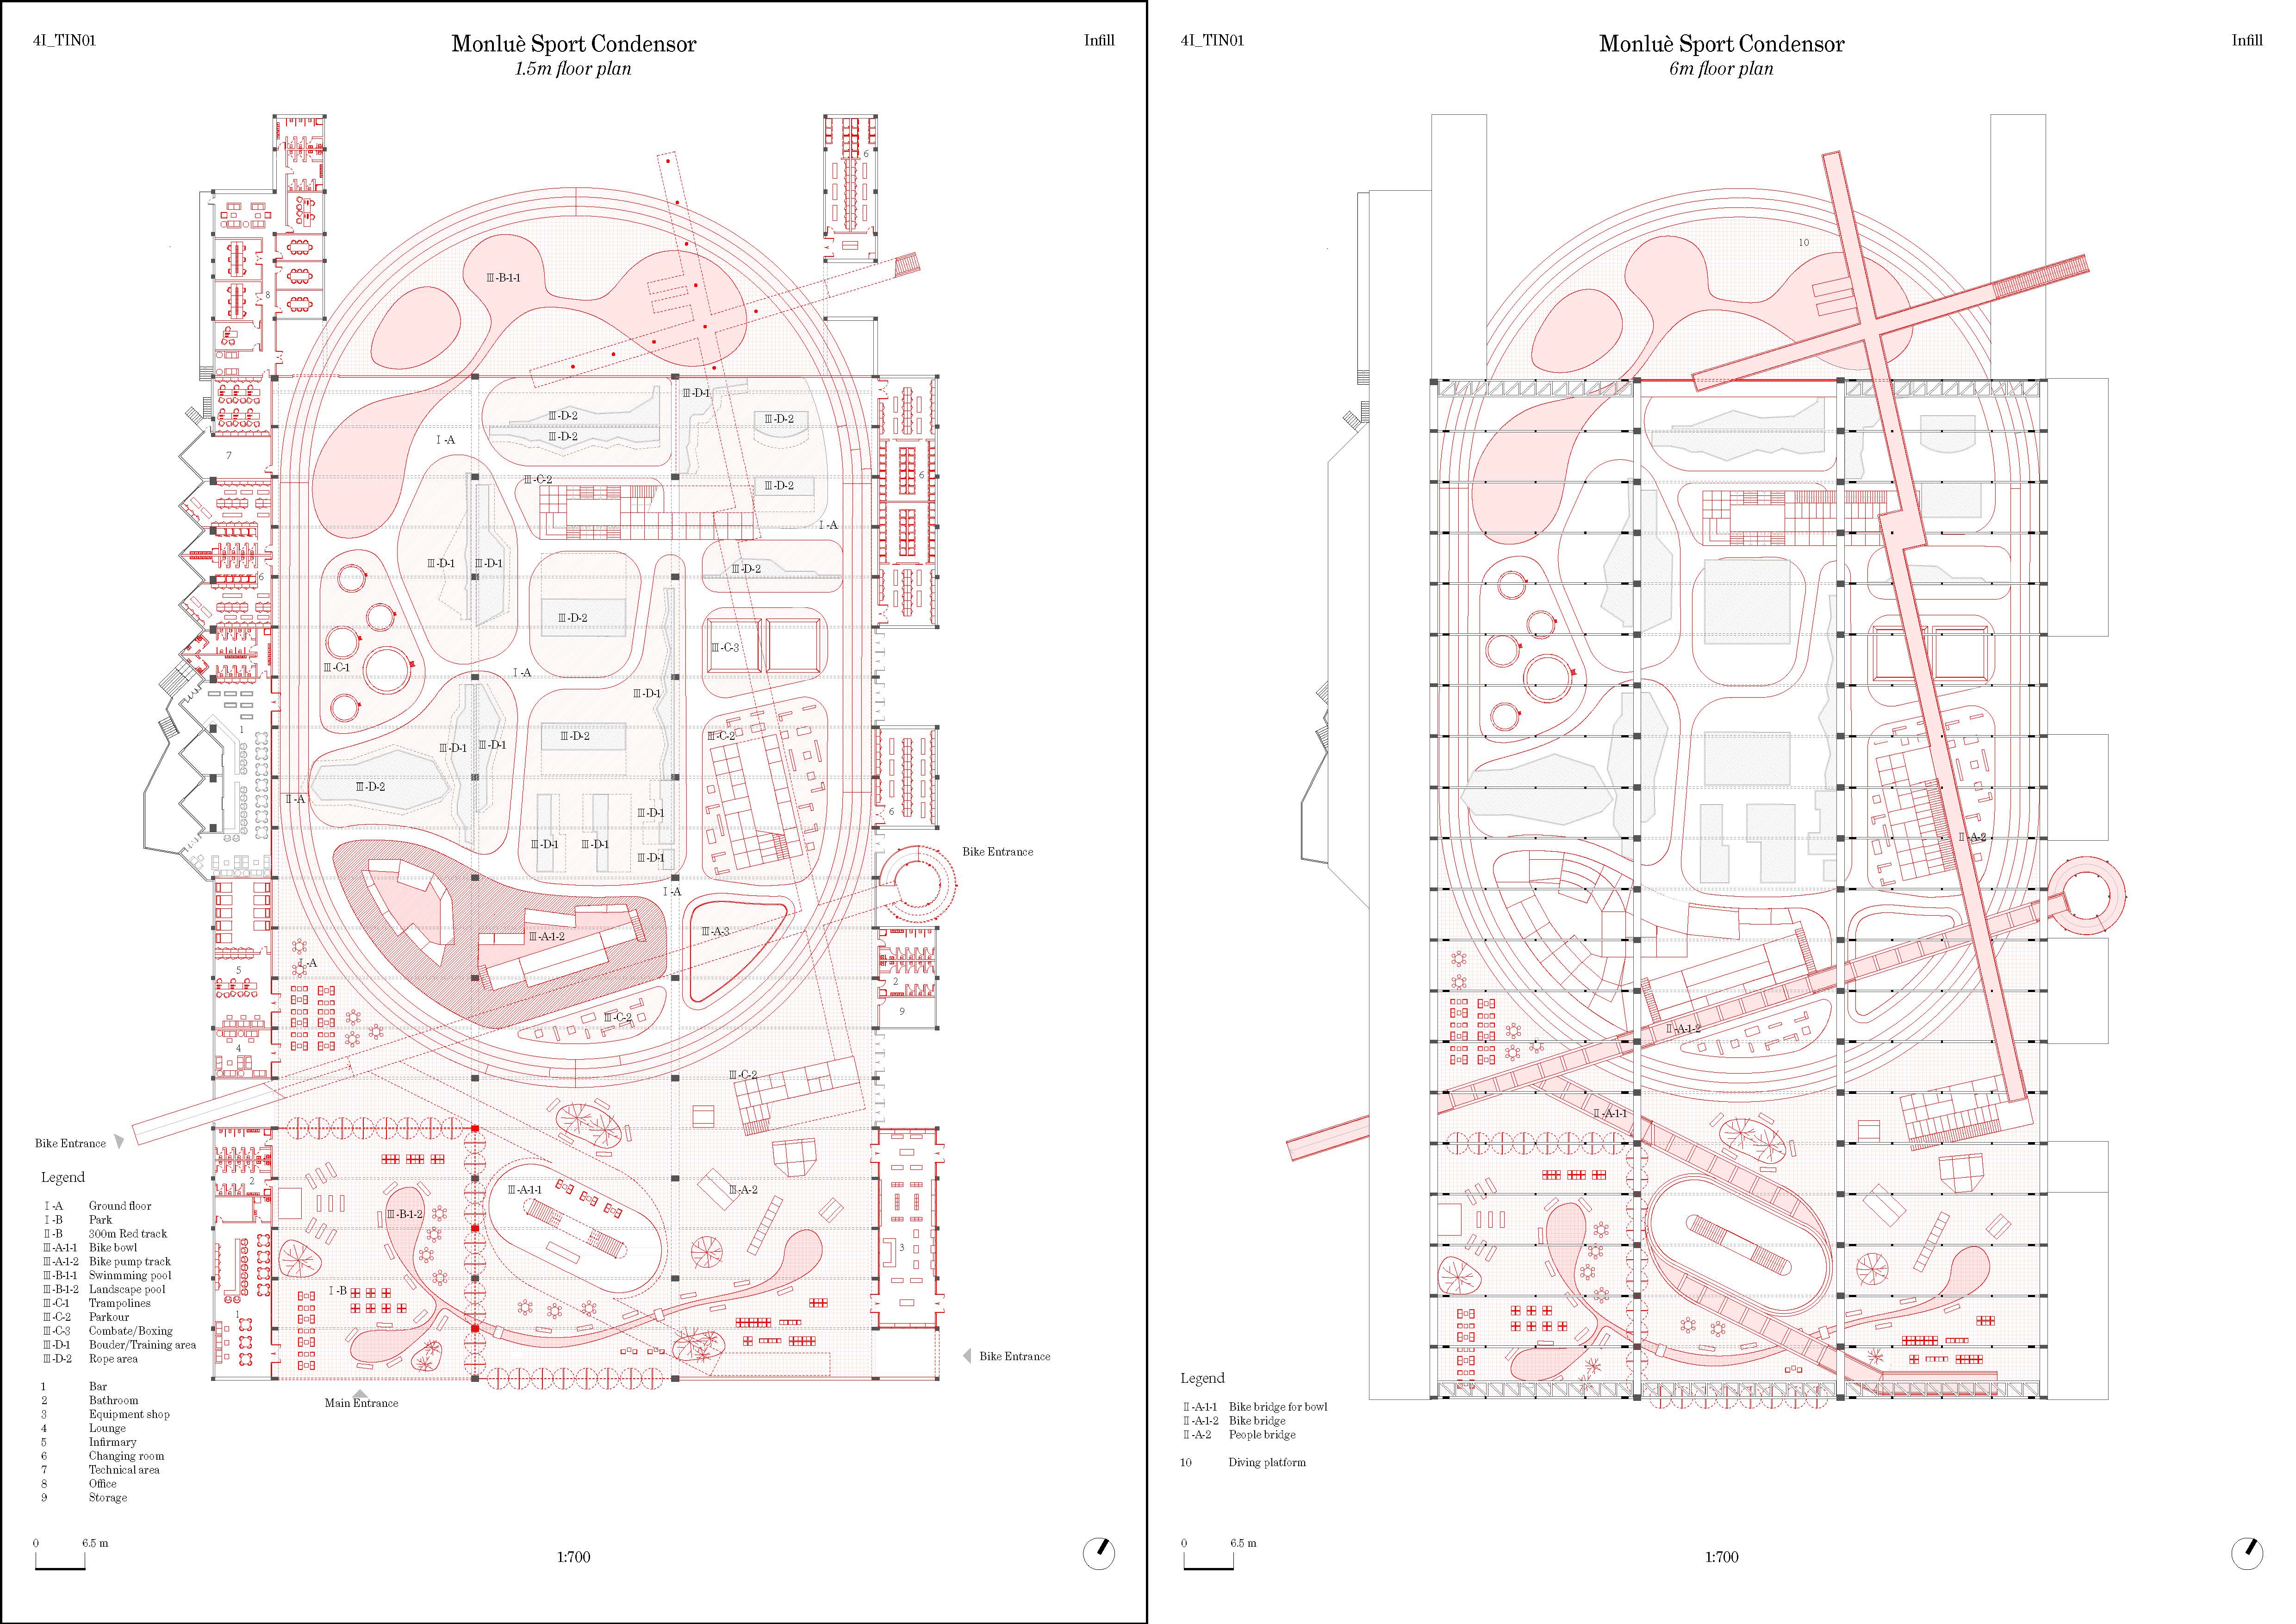 4I_TIN01
Monluè Sport Condensor
1.5m floor plan
Infill
6
III-B-1-1
8
III-D-1
III-D-2
III-D-2
III-D-2
I-A
7
III-C-2
6
III-D-2
I-A
III-D-1
III-D-1
III-D-2
6
III-D-2
III-C-1
III-C-3
I-A
III-D-1
1
III-D-1
III-D-1
III-D-2
III-C-2
III-D-2
II-A
III-D-1
6
III-D-1
III-D-1
III-D-1
Bike Entrance
I-A
III-A-1-2
III-A-3
I-A
5
2
III-C-2
9
4
III-C-2
Bike Entrance
2
III-A-1-1
III-A-2
III-B-1-2
3
I-B
1
Bike Entrance
Main Entrance
Legend
I-A Ground floor
I-B Park
II-B 300m Red track
III-A-1-1 Bike bowl
III-A-1-2 Bike pump track
III-B-1-1 Swimming pool
III-B-1-2 Landscape pool
III-C-1 Trampolines
III-C-2 Parkour
III-C-3 Combate/Boxing
III-D-1 Bouder/Training area
III-D-2 Rope area
1 Bar
2 Bathroom
3 Equipment shop
4 Lounge
5 Infirmary
6 Changing room
7 Technical area
8 Office
9 Storage
0 6.5 m
1:700
4I_TIN01
Monluè Sport Condensor
6m floor plan
Infill
10
II-A-2
II-A-1-2
II-A-1-1
Legend
II-A-1-1 Bike bridge for bowl
II-A-1-2 Bike bridge
II-A-2 People bridge
10 Diving platform
0 6.5 m
1:700